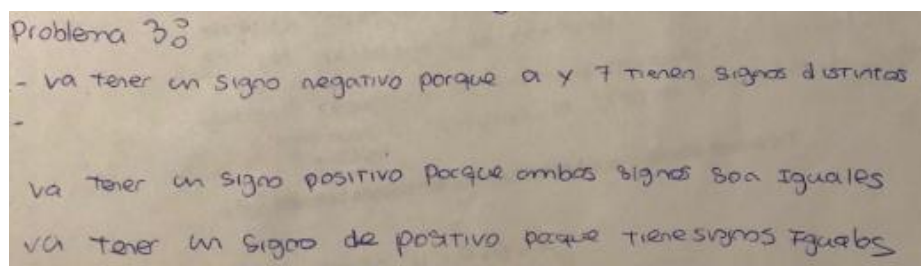 Problema 3:
- va tener un signo negativo porque a y 7 tienen signos distintos
-
va tener un signo positivo porque ambos signos son Iguales
va tener un signo de positivo porque tiene signos Iguales